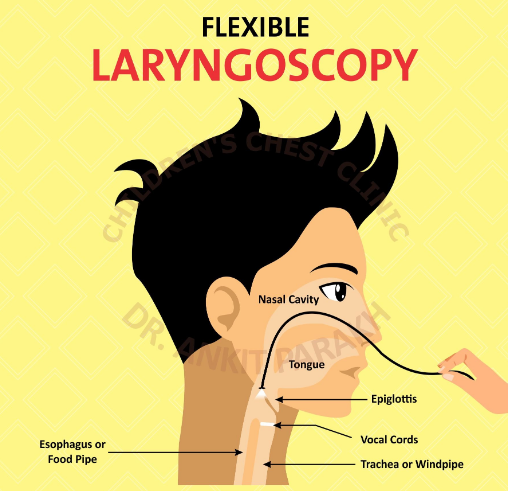 FLEXIBLE
LARYNGOSCOPY
CHILDREN'S CHEST CLINIC
Nasal Cavity
DR. ANKIT PARAKH
Tongue
Epiglottis
Vocal Cords
Esophagus or
Food Pipe
Trachea or Windpipe